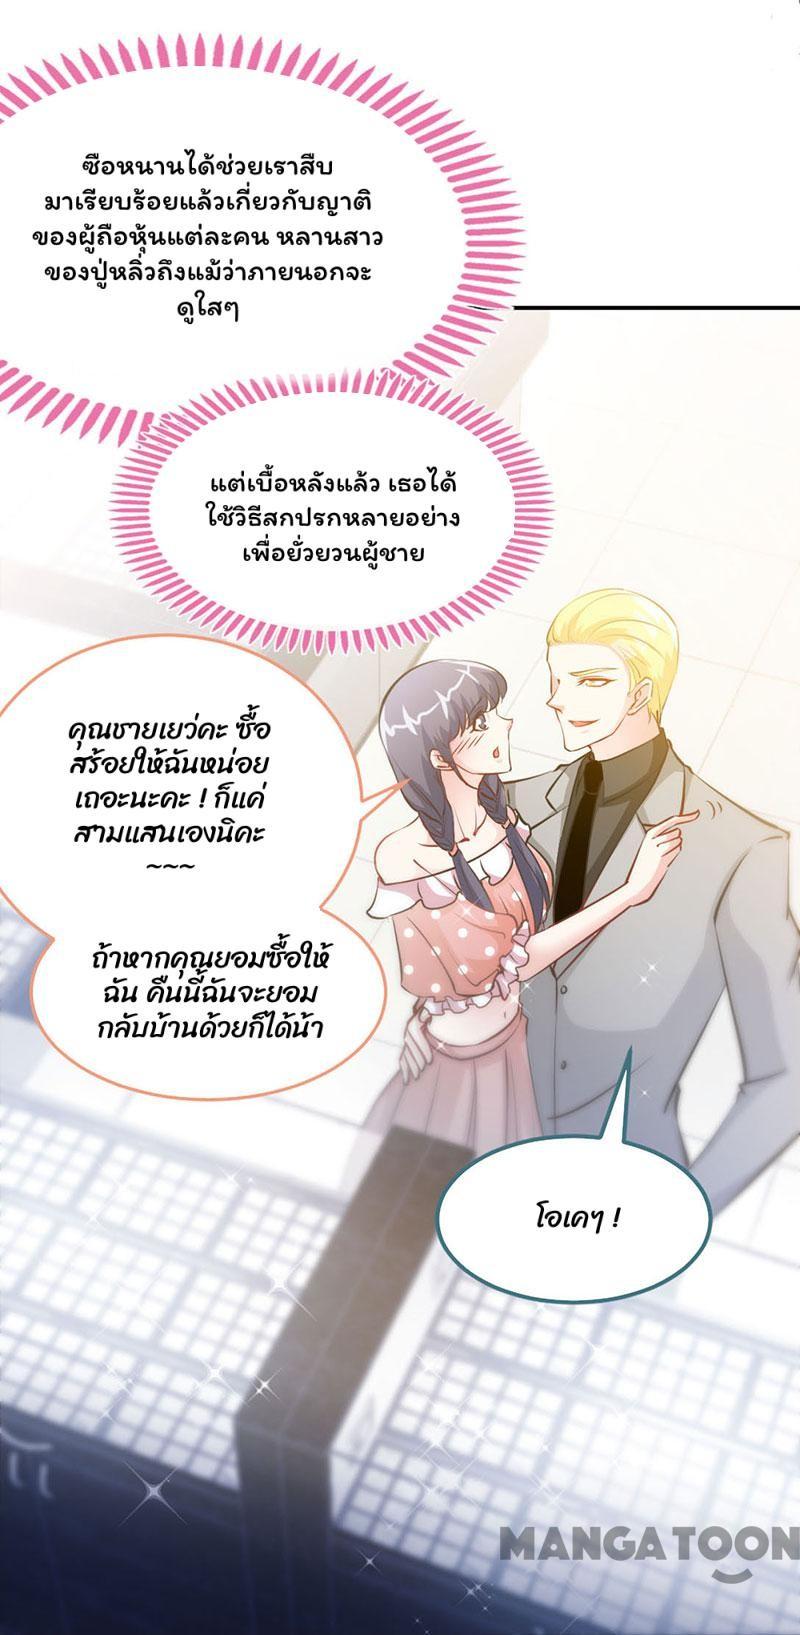 ซือหนานได้ช่วยเราสืบ
มาเรียบร้อยแล้วเกี่ยวกับญาติ
ของผู้ถือหุ้นแต่ละคน หลานสาว
ของปู่หลิ่วถึงแม้ว่าภายนอกจะ
ดูใสๆ
แต่เบื้อหลังแล้ว เธอได้
ใช้วิธีสกปรกหลายอย่าง
เพื่อยั่วยวนผู้ชาย
คุณชายเยว่คะ ซื้อ
สร้อยให้ฉันหน่อย
เถอะนะคะ ! ก็แค่
สามแสนเองนิคะ
~~~
ถ้าหากคุณยอมซื้อให้
ฉัน คืนนี้ฉันจะยอม
กลับบ้านด้วยก็ได้น้า
โอเคๆ !
MANGATOON